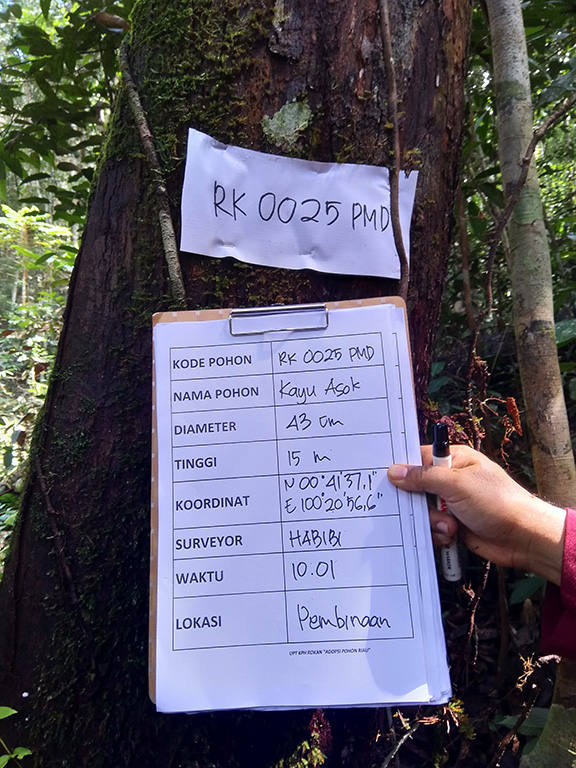 RK 0025 PMD
KODE POHON RK 0025 PMD
NAMA POHON Kayu Asok
DIAMETER 43 cm
TINGGI 15 m
KOORDINAT N 00°41'37,1"
E 100°20'56,6"
SURVEYOR HABIBI
WAKTU 10.01
LOKASI Pembinaan
UPT KPH ROKAN "ADOPSI POHON RIAU"